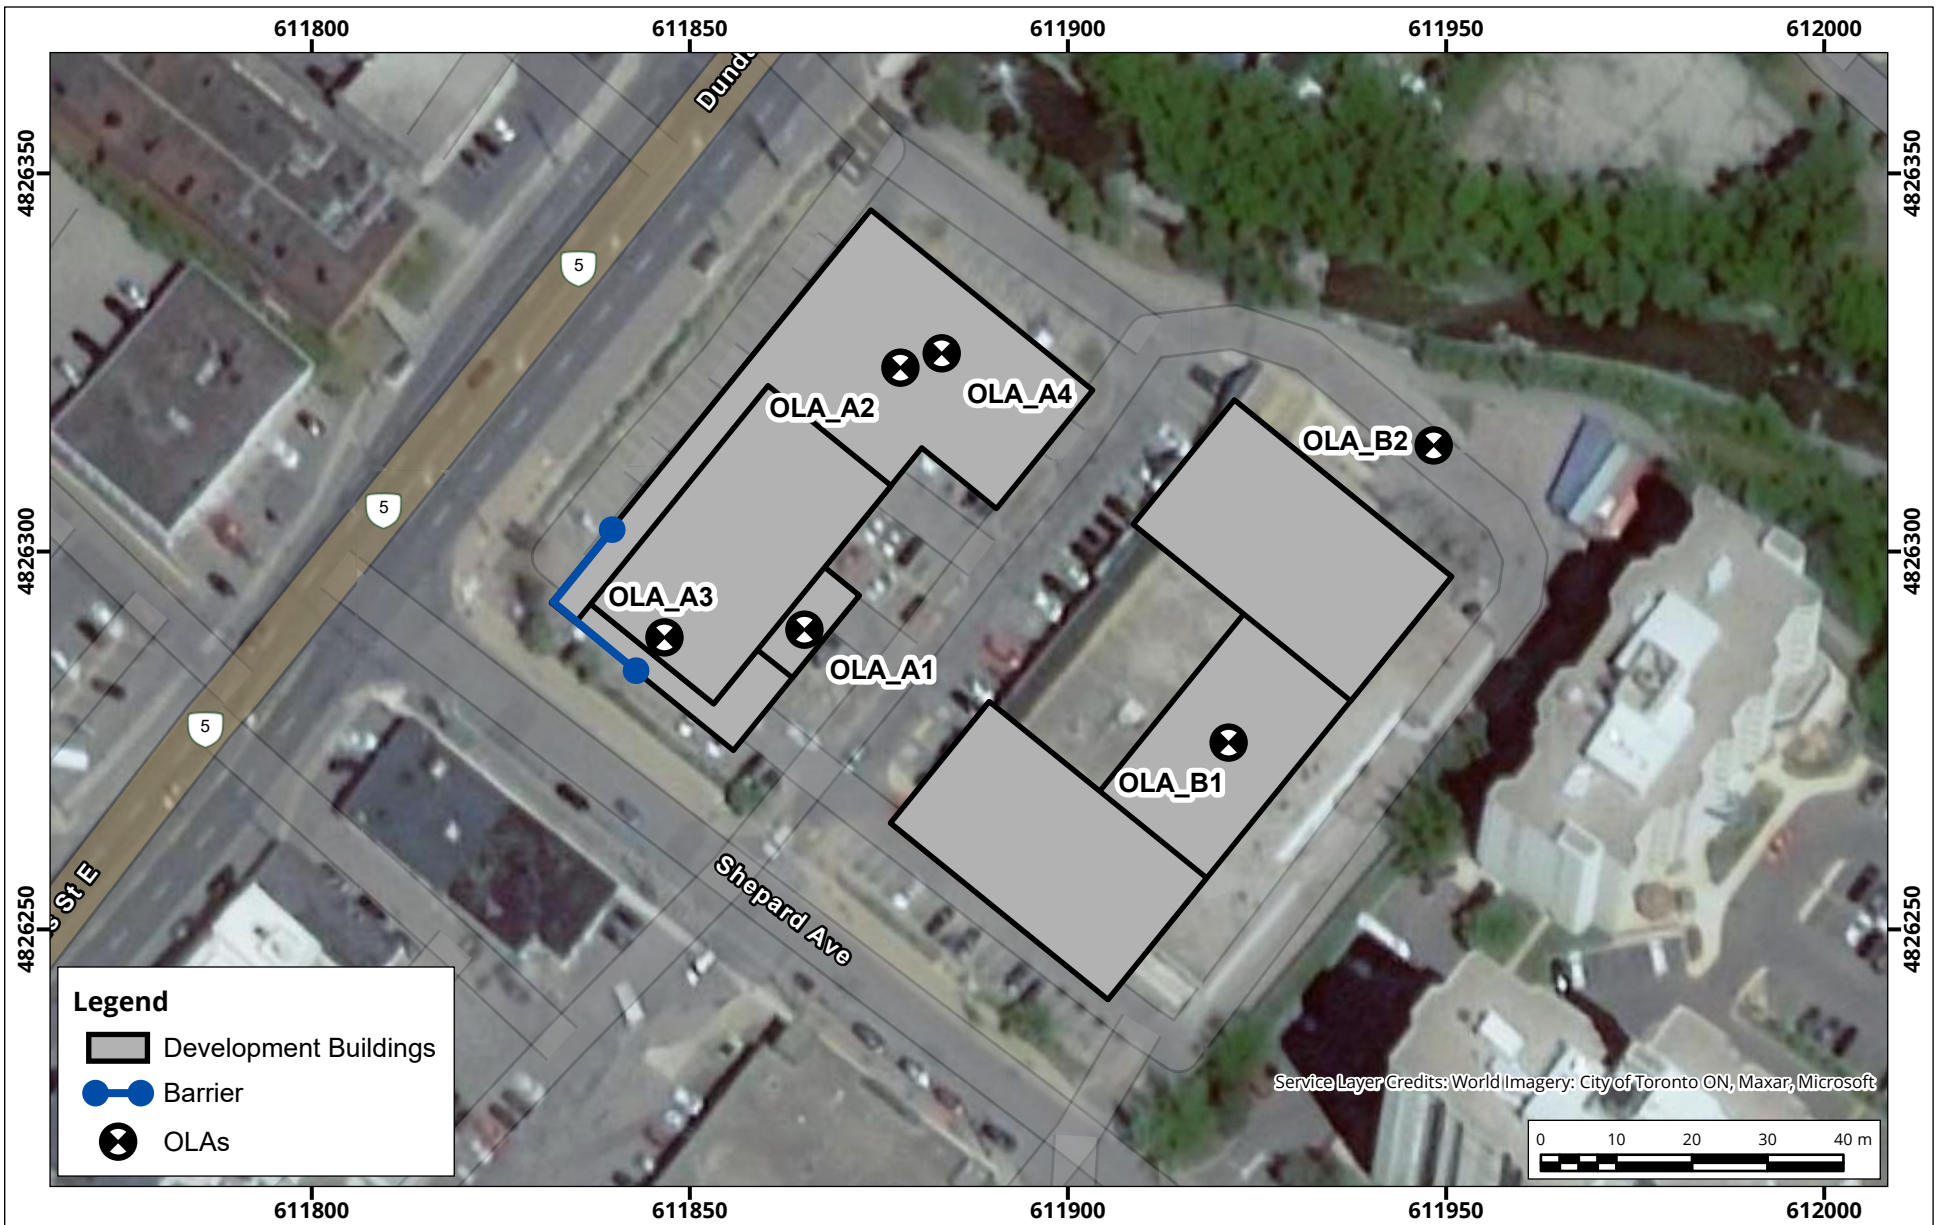 611800 611850 611900 611950 612000
4826350 4826350
Dund
5
OLA_A2
OLA_A4
OLA_B2
5
4826300 4826300
OLA_A3
OLA_A1
5
OLA_B1
Shepard Ave
St E
4826250 4826250
Legend
Development Buildings
Barrier
OLAs
Service Layer Credits: World Imagery: City of Toronto ON, Maxar, Microsoft
0 10 20 30 40 m
611800 611850 611900 611950 612000